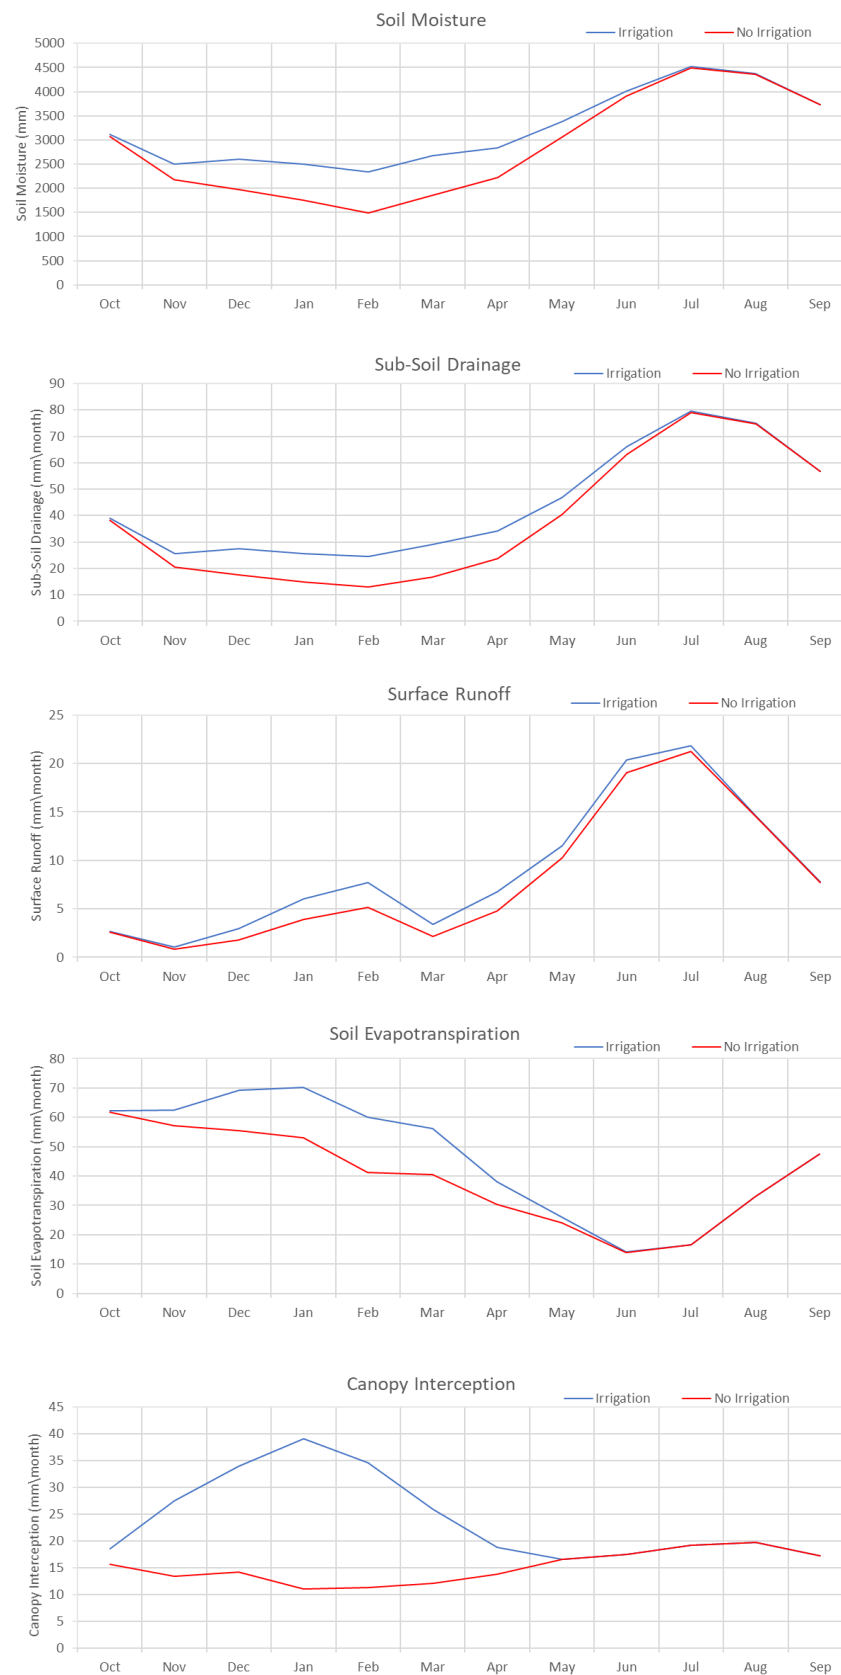 Soil Moisture
Irrigation No Irrigation
Soil Moisture (mm)
5000
4500
4000
3500
3000
2500
2000
1500
1000
500
0
Oct Nov Dec Jan Feb Mar Apr May Jun Jul Aug Sep
Sub-Soil Drainage
Irrigation No Irrigation
Sub-Soil Drainage (mm\month)
90
80
70
60
50
40
30
20
10
0
Oct Nov Dec Jan Feb Mar Apr May Jun Jul Aug Sep
Surface Runoff
Irrigation No Irrigation
Surface Runoff (mm\month)
25
20
15
10
5
0
Oct Nov Dec Jan Feb Mar Apr May Jun Jul Aug Sep
Soil Evapotranspiration
Irrigation No Irrigation
Soil Evapotranspiration (mm\month)
80
70
60
50
40
30
20
10
0
Oct Nov Dec Jan Feb Mar Apr May Jun Jul Aug Sep
Canopy Interception
Irrigation No Irrigation
Canopy Interception (mm\month)
45
40
35
30
25
20
15
10
5
0
Oct Nov Dec Jan Feb Mar Apr May Jun Jul Aug Sep